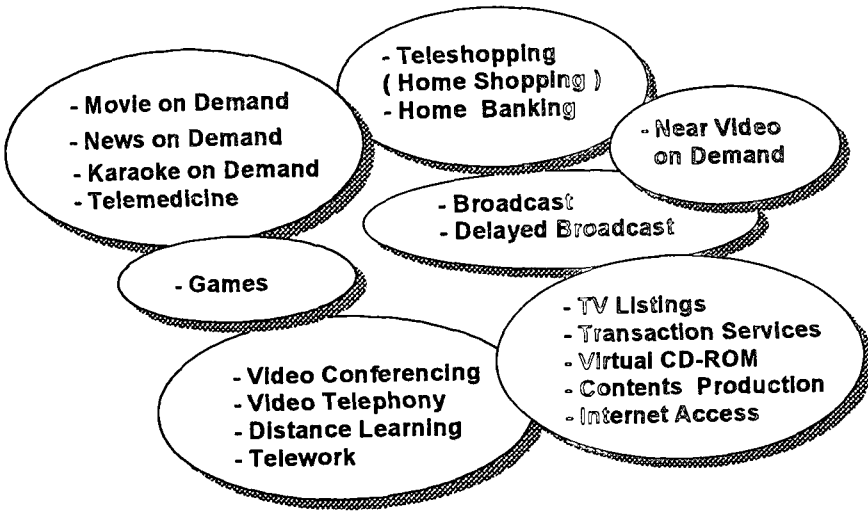 - Movie on Demand
- News on Demand
- Karaoke on Demand
- Telemedicine
- Teleshopping
( Home Shopping )
- Home Banking
- Near Video
on Demand
- Broadcast
- Delayed Broadcast
- Games
- Video Conferencing
- Video Telephony
- Distance Learning
- Telework
- TV Listings
- Transaction Services
- Virtual CD-ROM
- Contents Production
- Internet Access